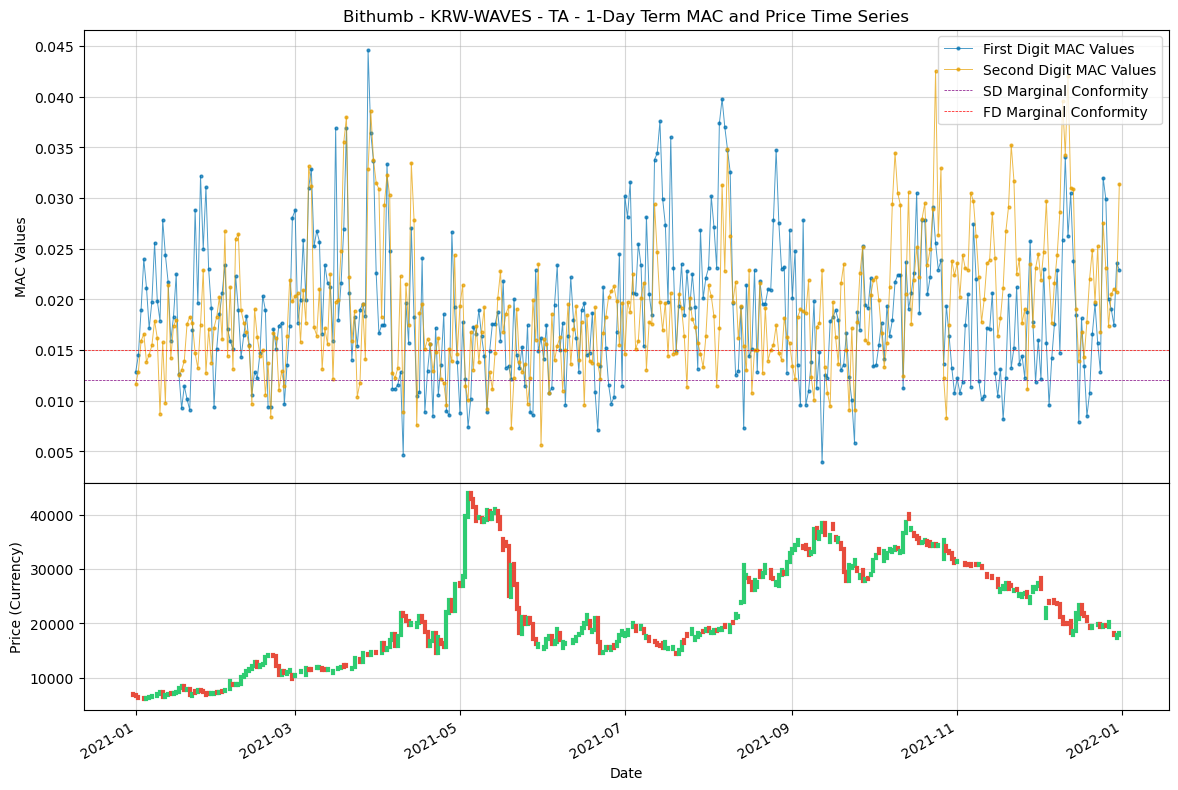 Bithumb - KRW-WAVES - TA - 1-Day Term MAC and Price Time Series
First Digit MAC Values
Second Digit MAC Values
SD Marginal Conformity
FD Marginal Conformity
MAC Values
0.045
0.040
0.035
0.030
0.025
0.020
0.015
0.010
0.005
Price (Currency)
40000
30000
20000
10000
2021-01
2021-03
2021-05
2021-07
2021-09
2021-11
2022-01
Date